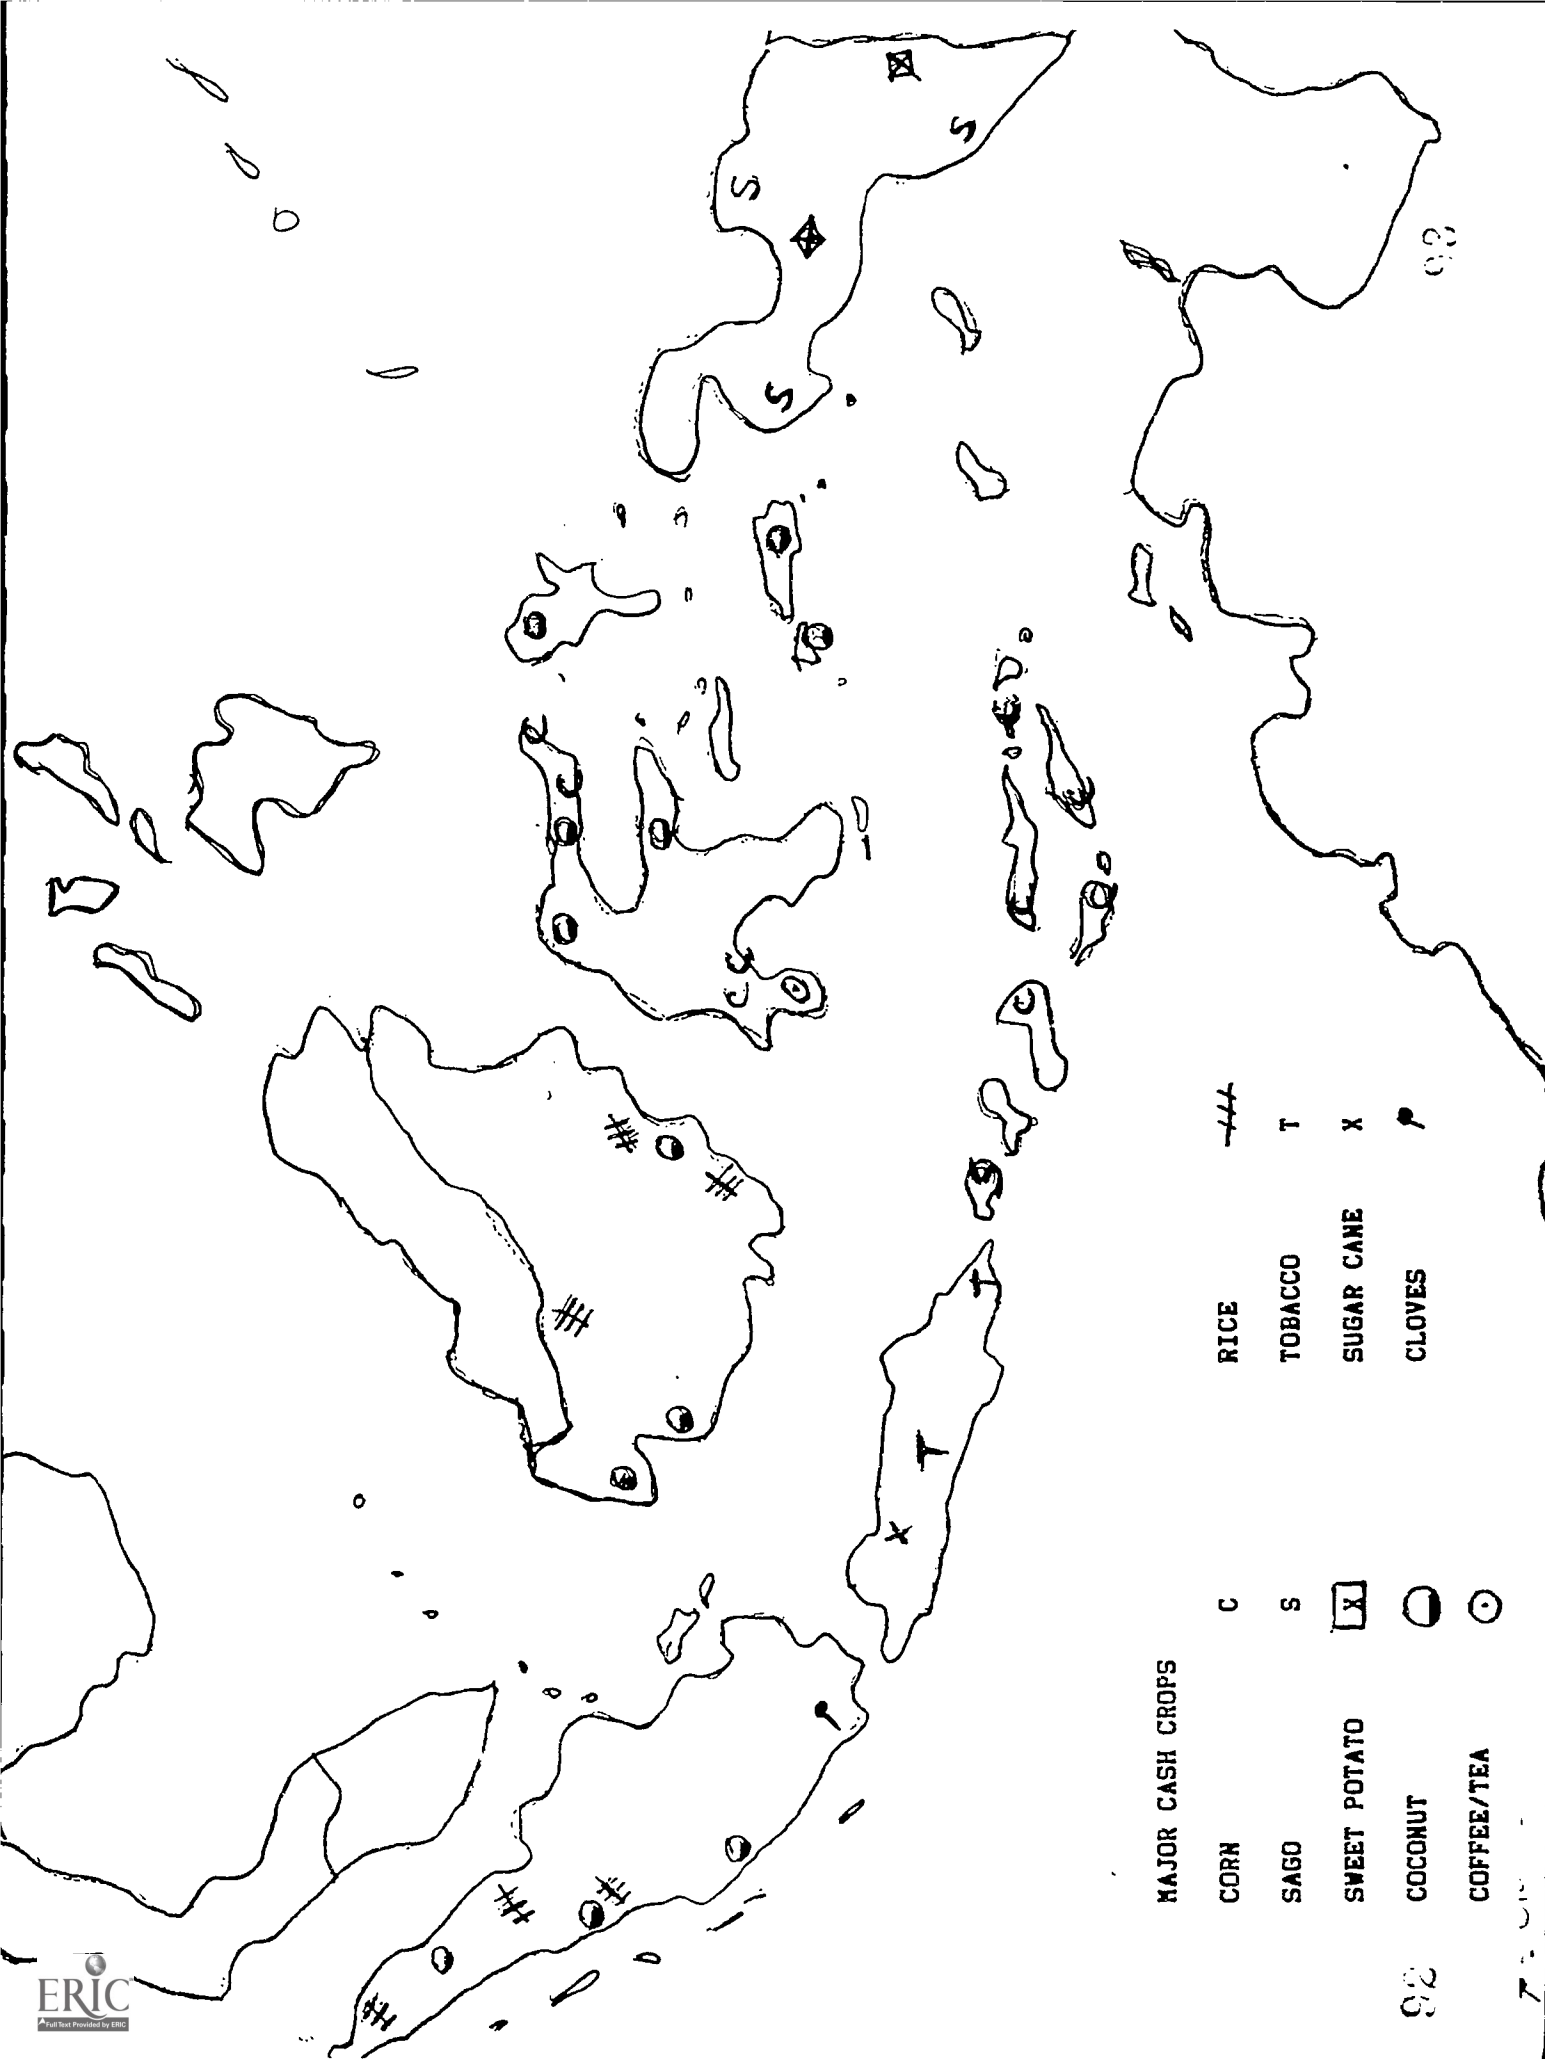 S
S
S
C
C
C
C
C
T
T
X
MAJOR CASH CROPS
CORN C RICE
SAGO S TOBACCO T
SWEET POTATO X SUGAR CANE X
COCONUT CLOVES
COFFEE/TEA
26
ERIC
Full Text Provided by ERIC